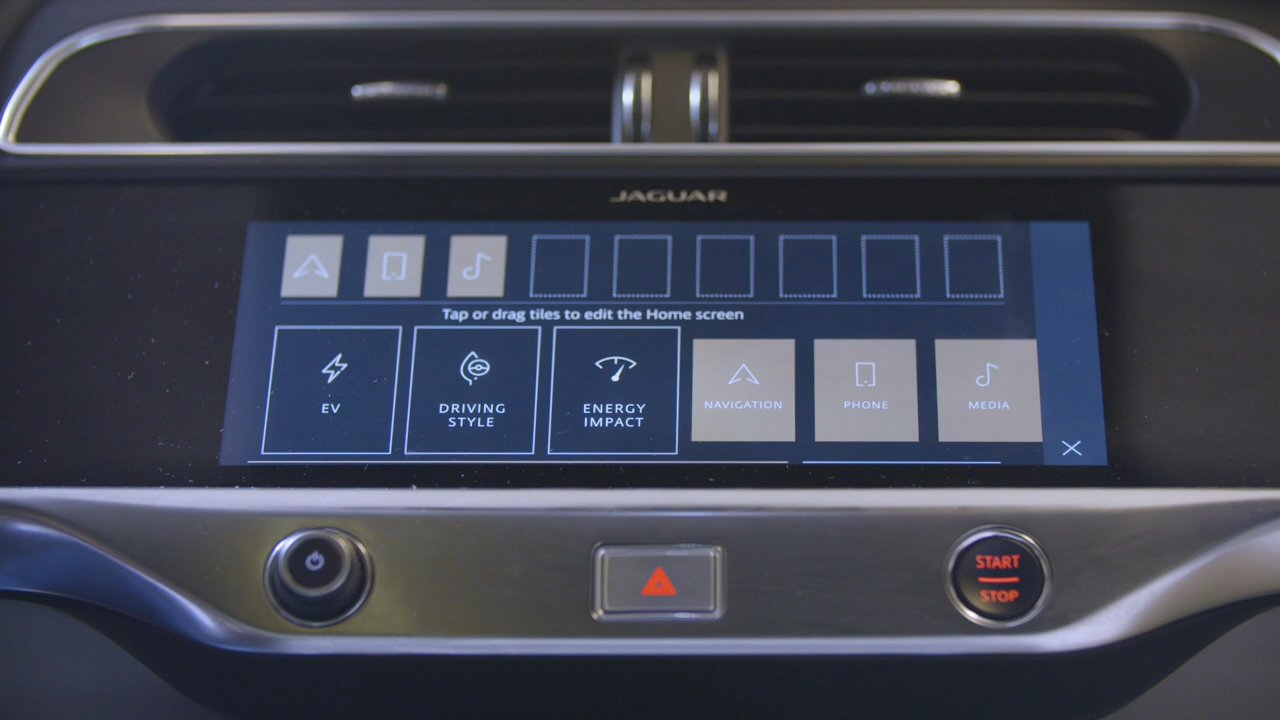 JAGUAR
Tap or drag tiles to edit the Home screen
EV
DRIVING
STYLE
ENERGY
IMPACT
NAVIGATION
PHONE
MEDIA
START
STOP